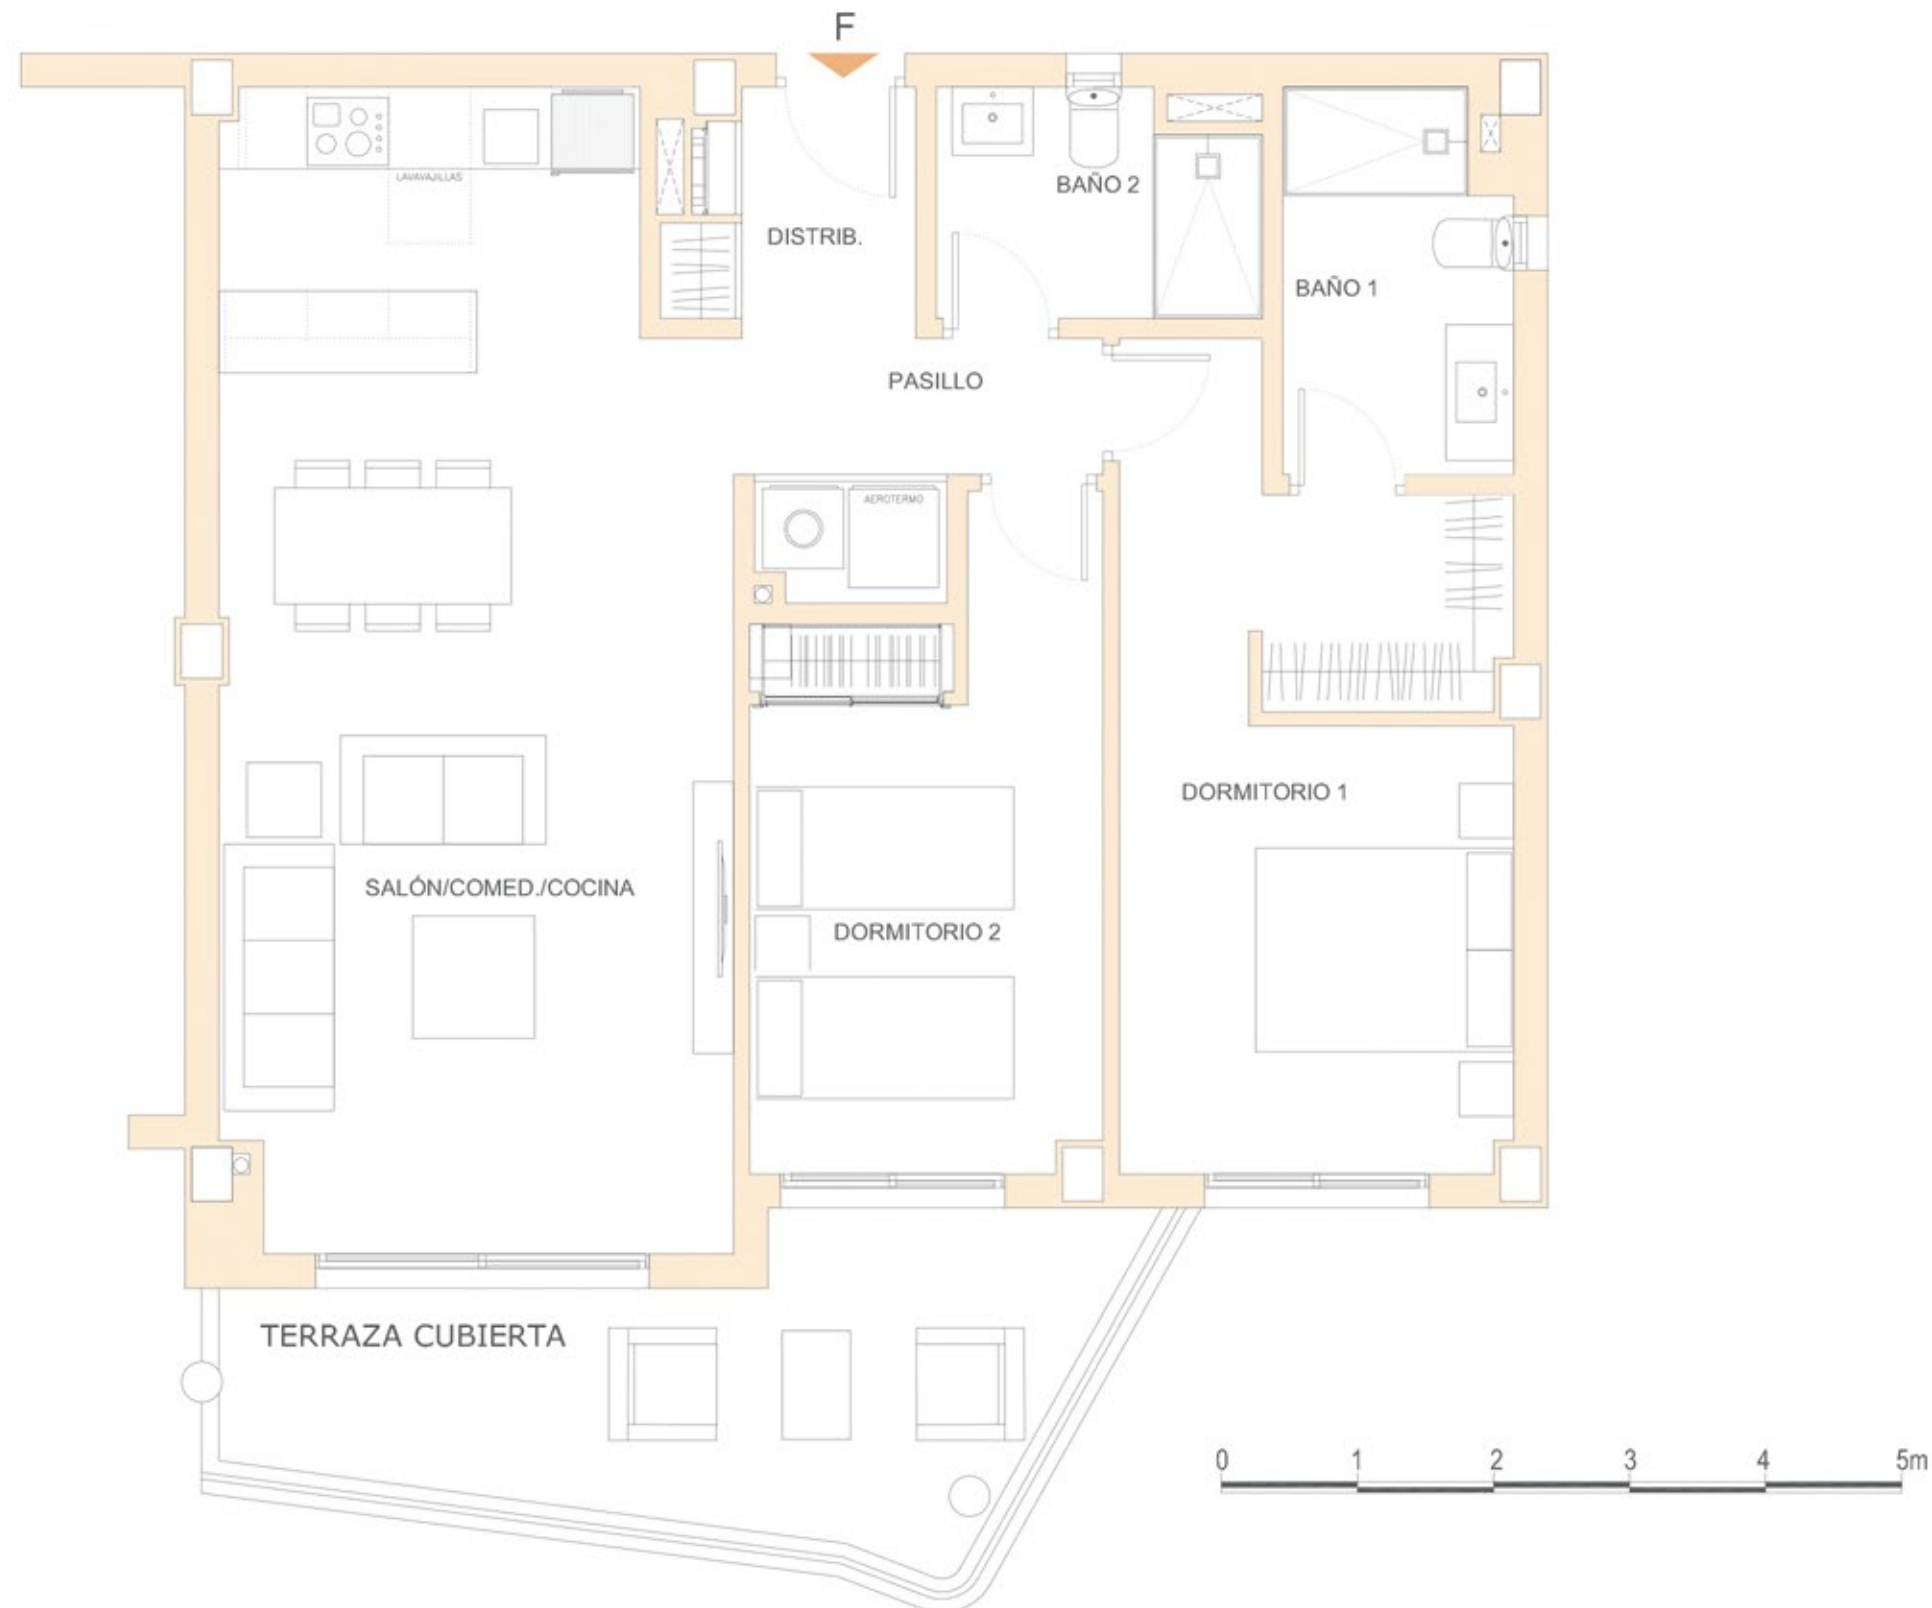 F
LAVAVAJILLAS
BAÑO 2
DISTRIB.
BAÑO 1
PASILLO
AEROTERMO
DORMITORIO 1
SALÓN/COMED./COCINA
DORMITORIO 2
TERRAZA CUBIERTA
0 1 2 3 4 5m